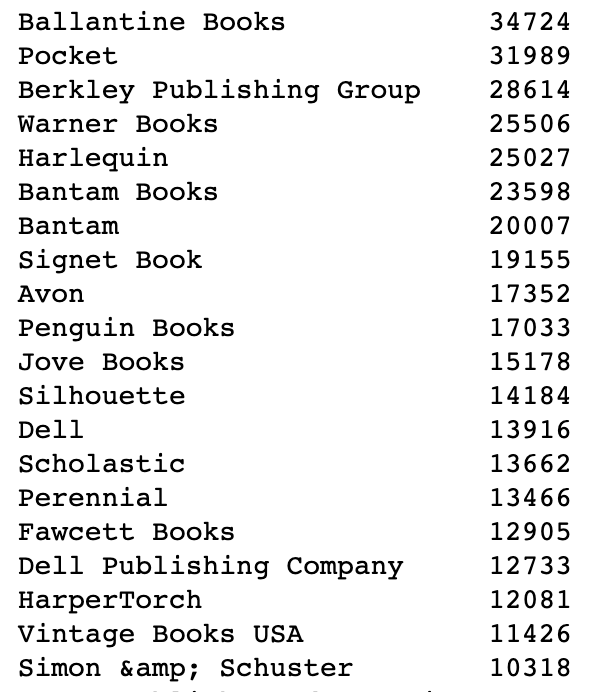 Ballantine Books 34724
Pocket 31989
Berkley Publishing Group 28614
Warner Books 25506
Harlequin 25027
Bantam Books 23598
Bantam 20007
Signet Book 19155
Avon 17352
Penguin Books 17033
Jove Books 15178
Silhouette 14184
Dell 13916
Scholastic 13662
Perennial 13466
Fawcett Books 12905
Dell Publishing Company 12733
HarperTorch 12081
Vintage Books USA 11426
Simon &amp; Schuster 10318